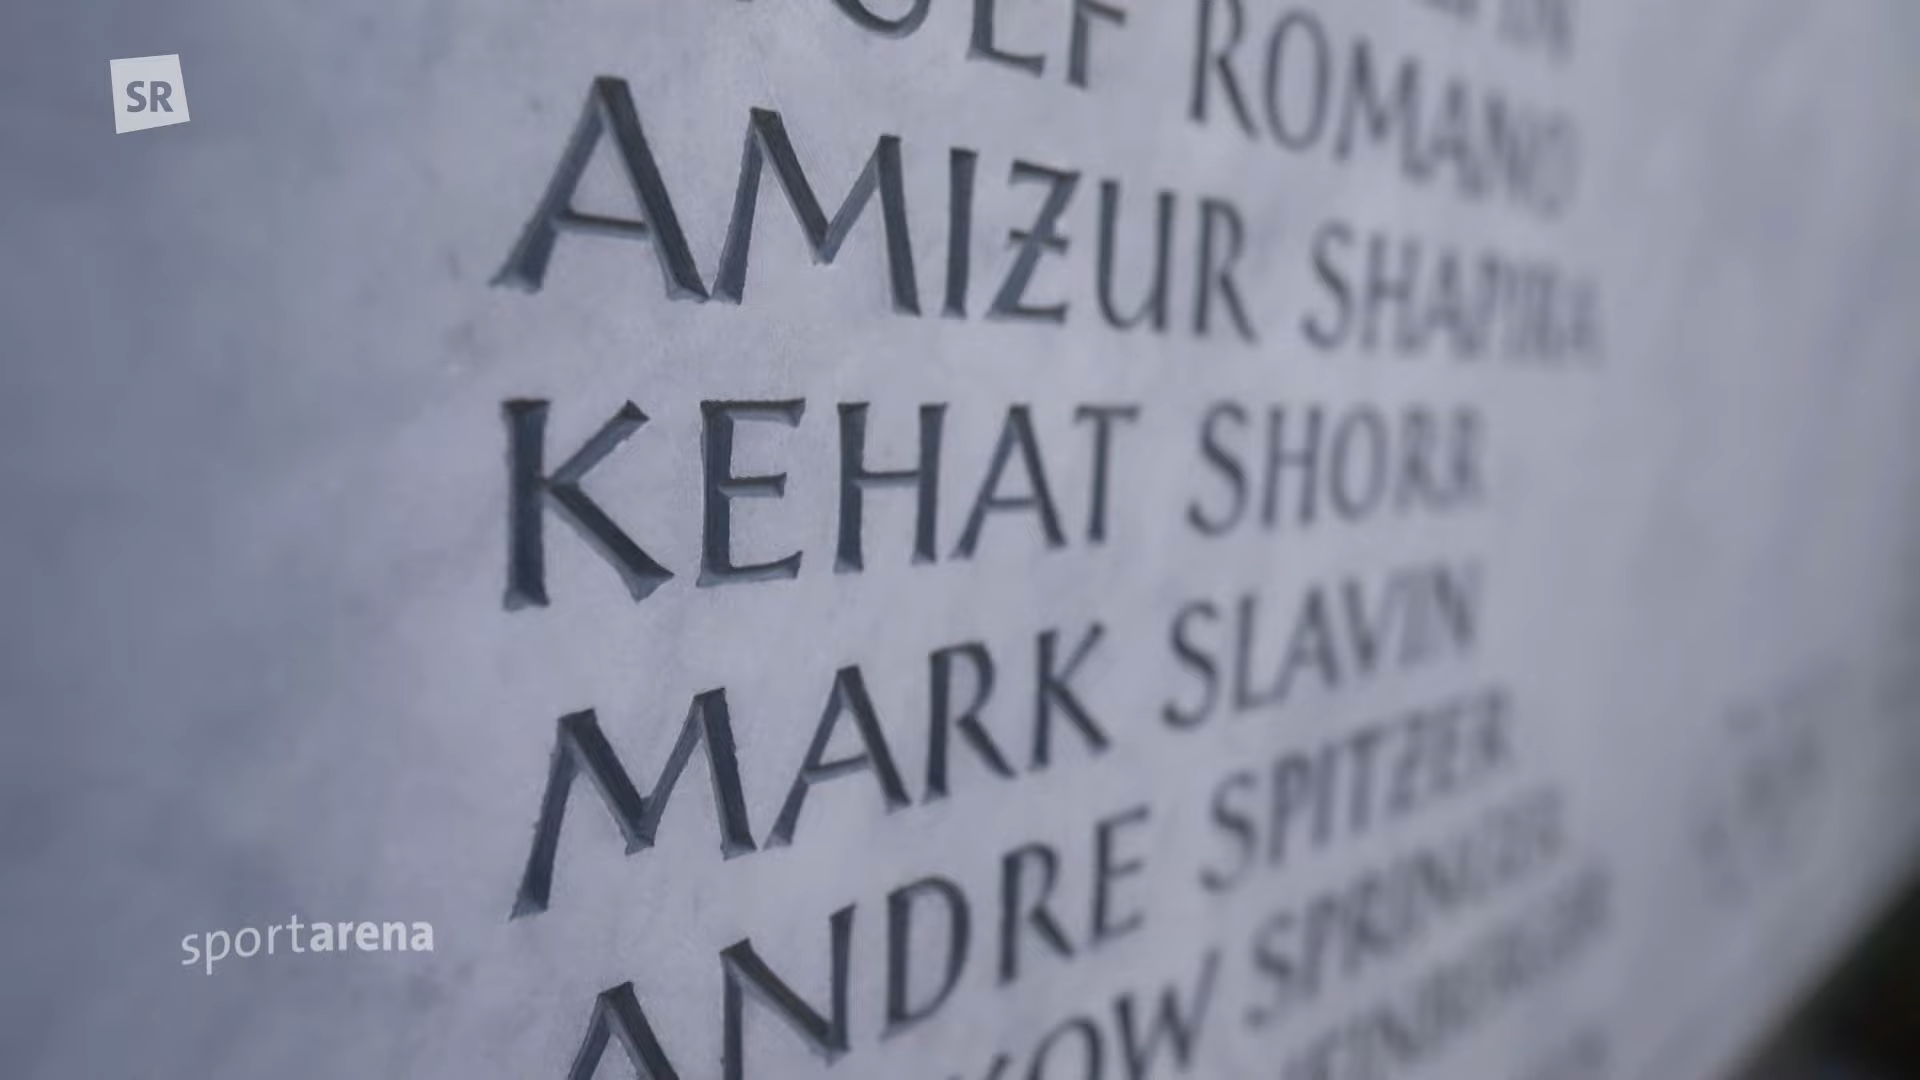 SR
ROMANO
AMIZUR SHAPIRA
KEHAT SHORR
MARK SLAVIN
ANDRE SPITZER
SPRINGER
sportarena